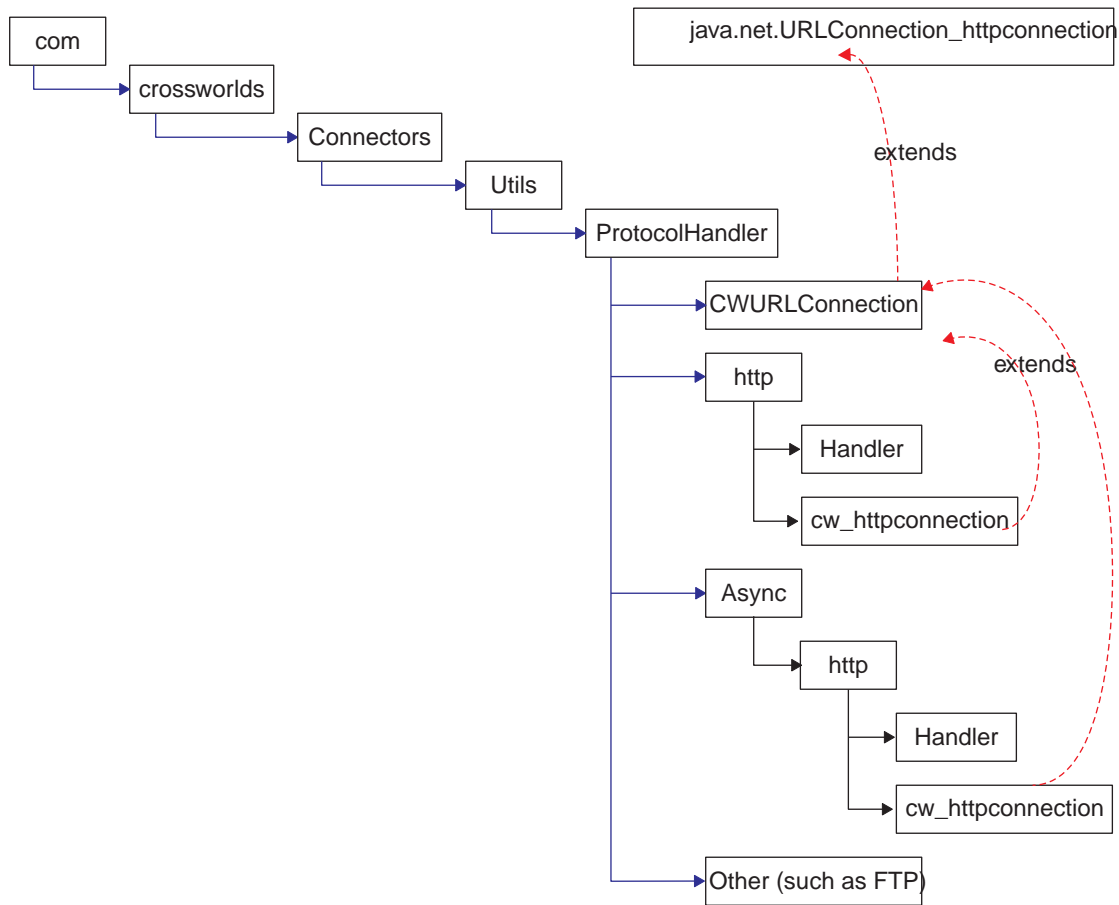 java.net.URLConnection_httpconnection
com
crossworlds
Connectors
extends
Utils
ProtocolHandler
CWURLConnection
http
extends
Handler
cw_httpconnection
Async
http
Handler
cw_httpconnection
Other (such as FTP)